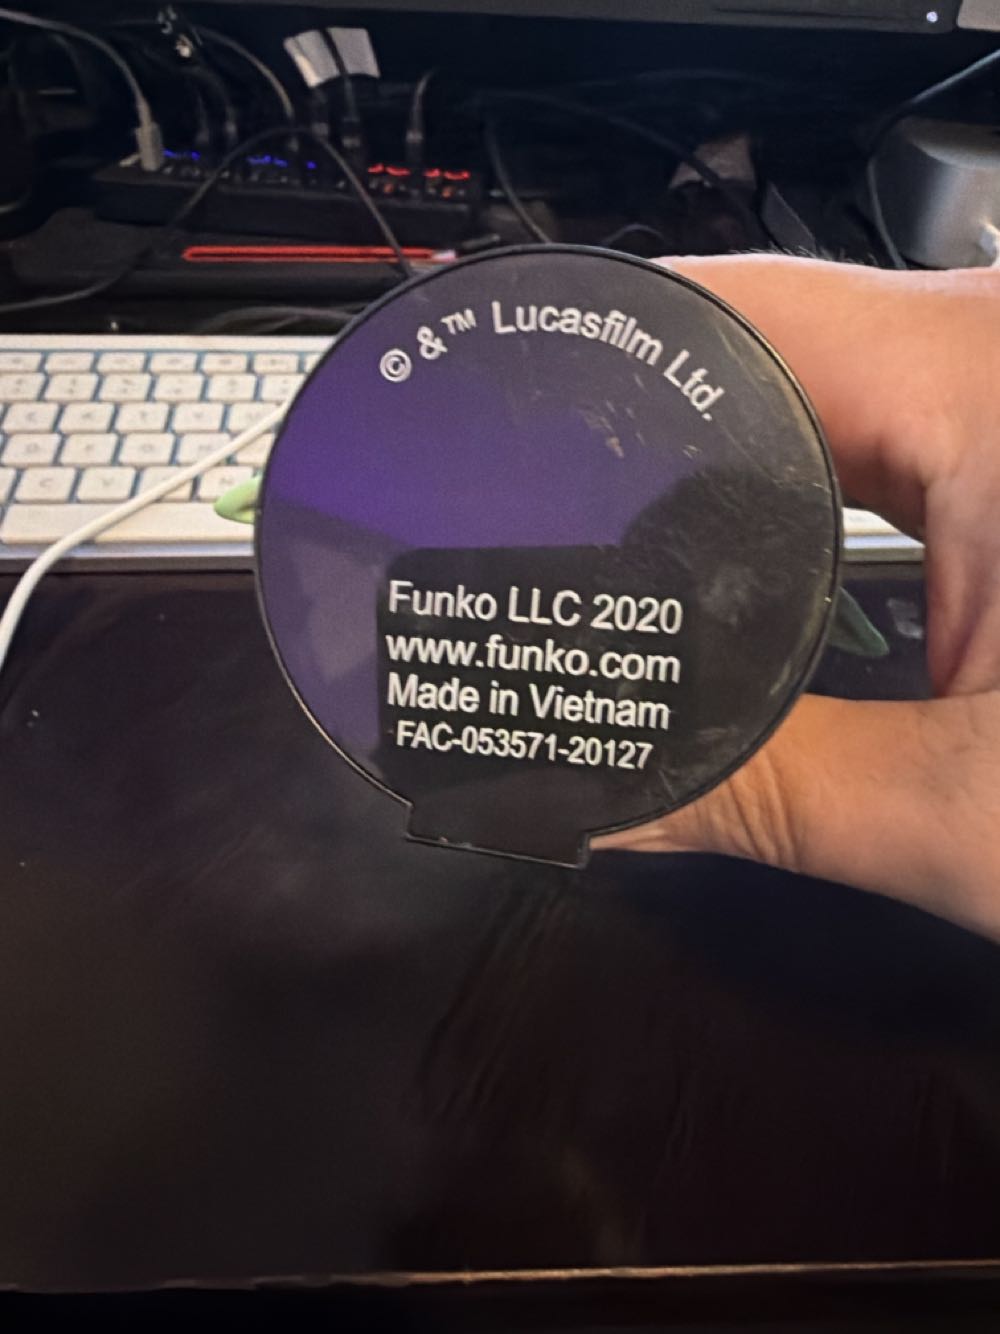 © & ™ Lucasfilm Ltd.
Funko LLC 2020
www.funko.com
Made in Vietnam
FAC-053571-20127